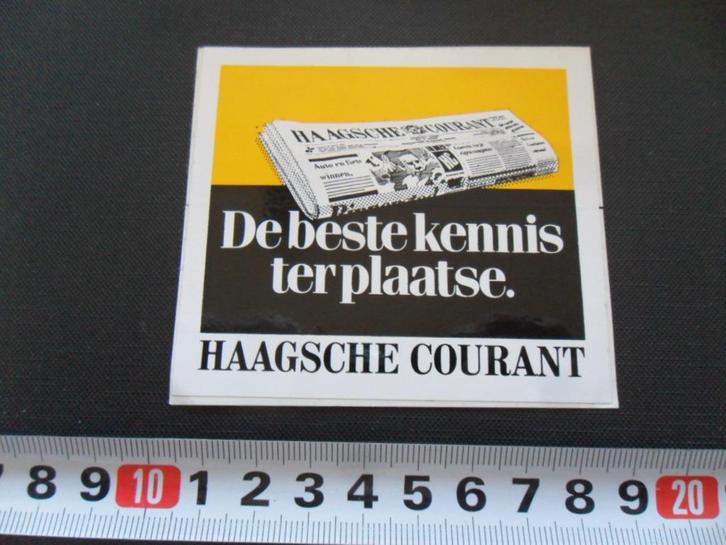 HAAGSCHE COURANT
Auto en fiets
winnen.
De beste kennis
ter plaatse.
HAAGSCHE COURANT
7 8 9 10 1 2 3 4 5 6 7 8 9 20